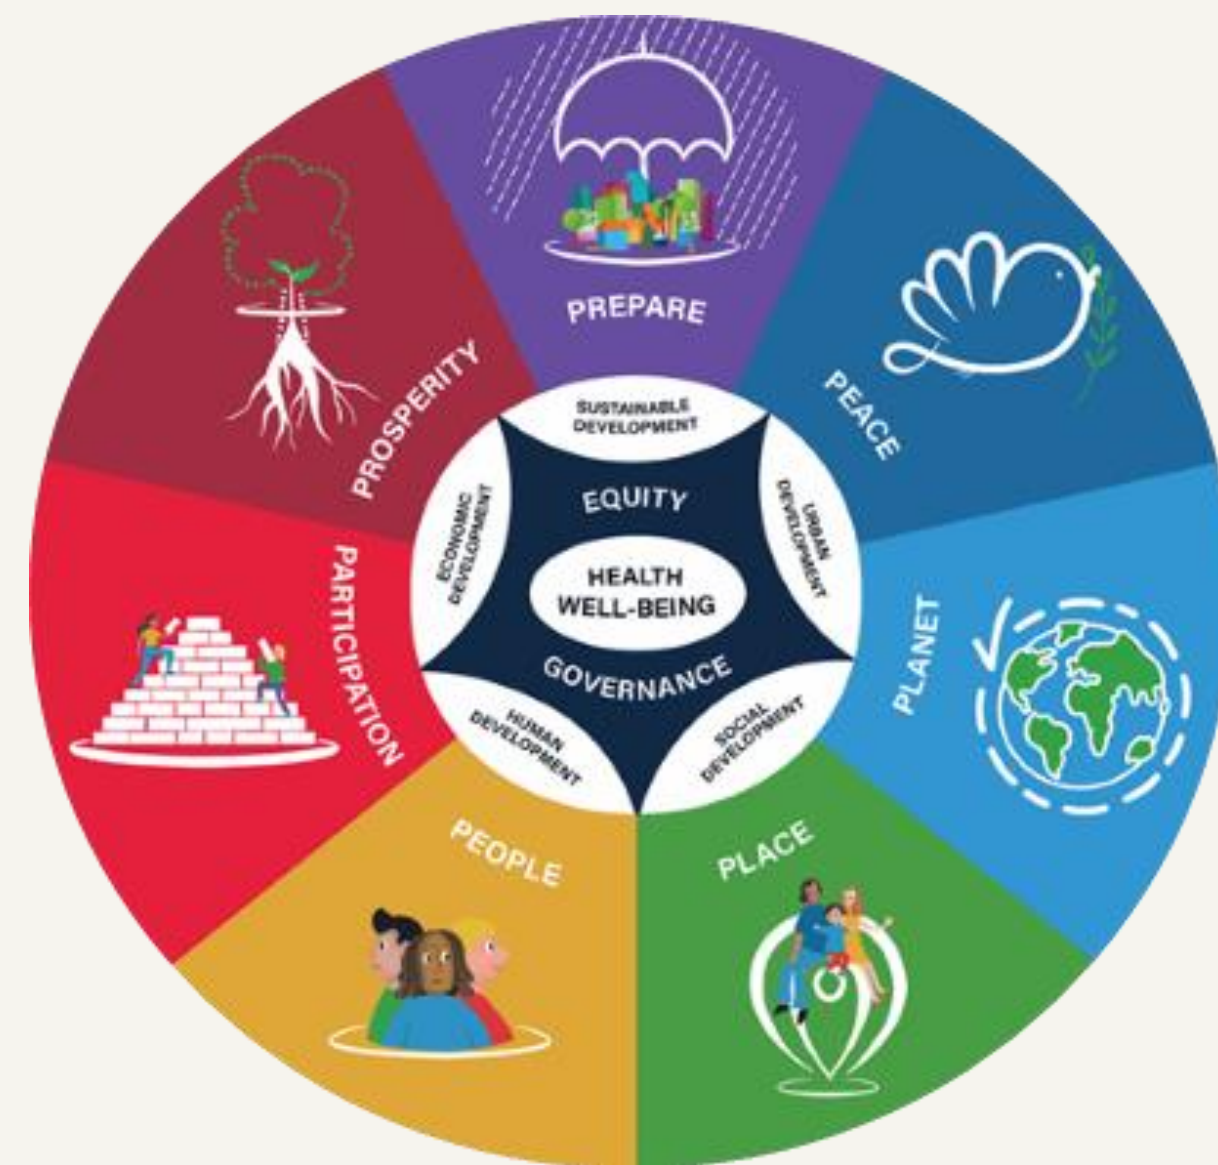 PREPARE
PEACE
PLANET
PLACE
PEOPLE
PARTICIPATION
PROSPERITY
SUSTAINABLE
DEVELOPMENT
URBAN
DEVELOPMENT
SOCIAL
DEVELOPMENT
HUMAN
DEVELOPMENT
ECONOMIC
DEVELOPMENT
EQUITY
HEALTH
WELL-BEING
GOVERNANCE